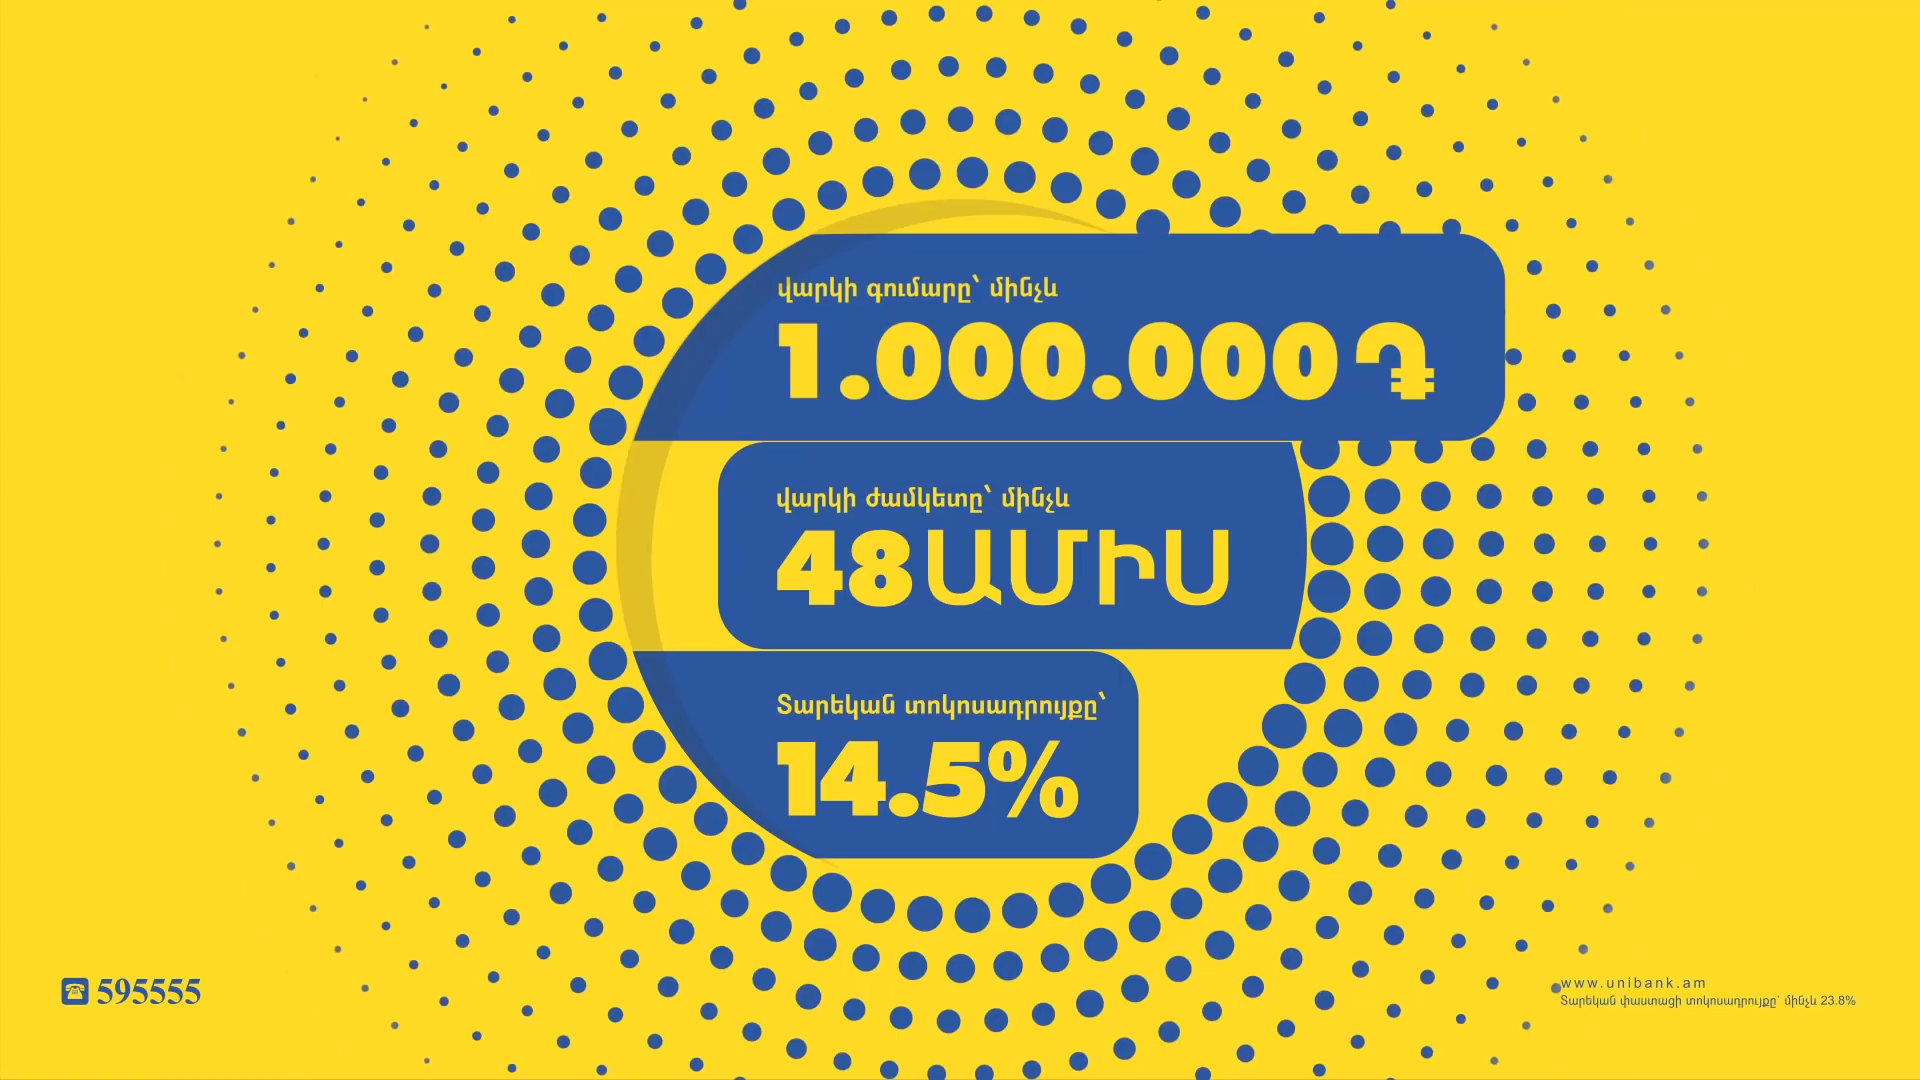 վարկի գումարը՝ մինչև
1.000.000֏
վարկի ժամկետը՝ մինչև
48ԱՄԻՍ
Տարեկան տոկոսադրույքը՝
14.5%
595555
www.unibank.am
Տարեկան փաստացի տոկոսադրույքը՝ մինչև 23.8%